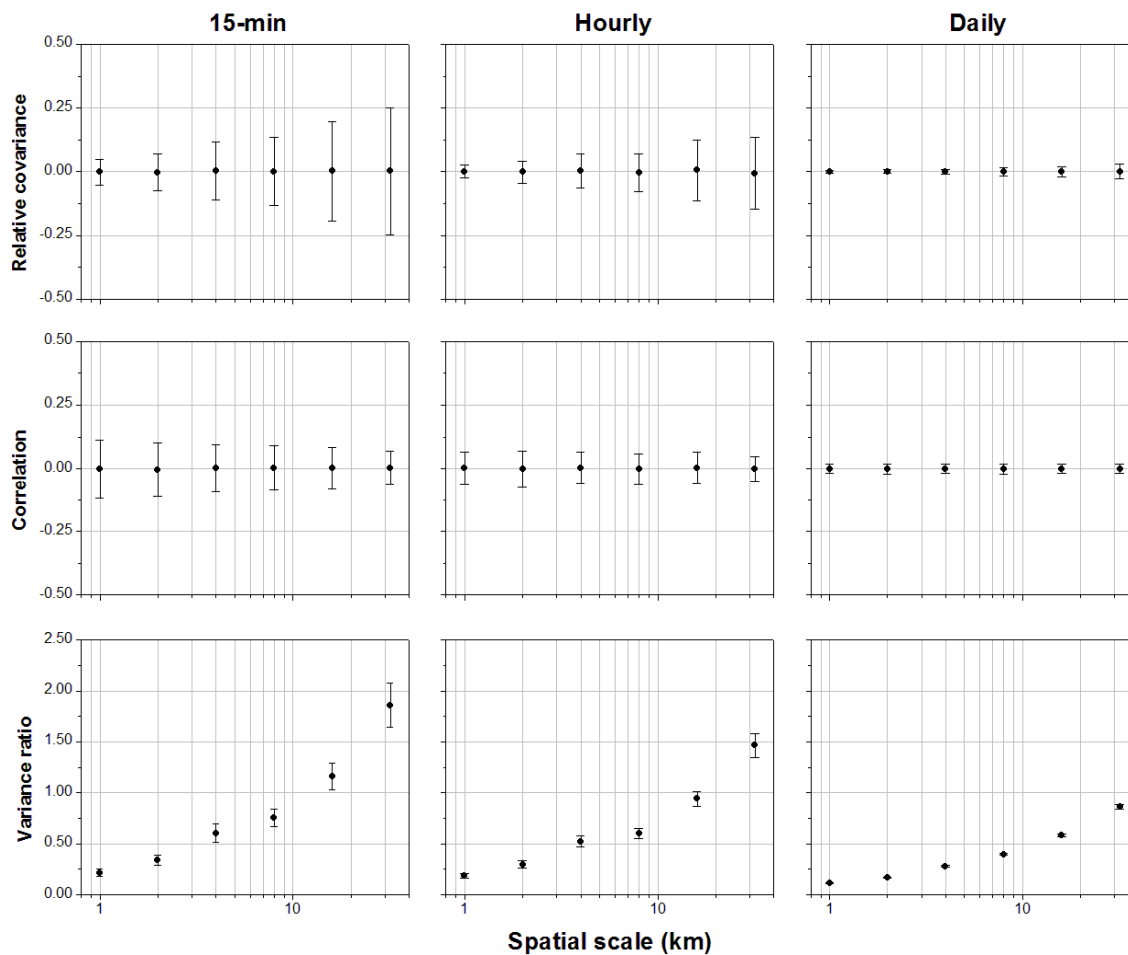 15-min Hourly Daily
0.50
0.25
0.00
-0.25
-0.50
Relative covariance
0.50
0.25
0.00
-0.25
-0.50
Correlation
2.50
2.00
1.50
1.00
0.50
0.00
Variance ratio
1 10 1 10 1 10
Spatial scale (km)